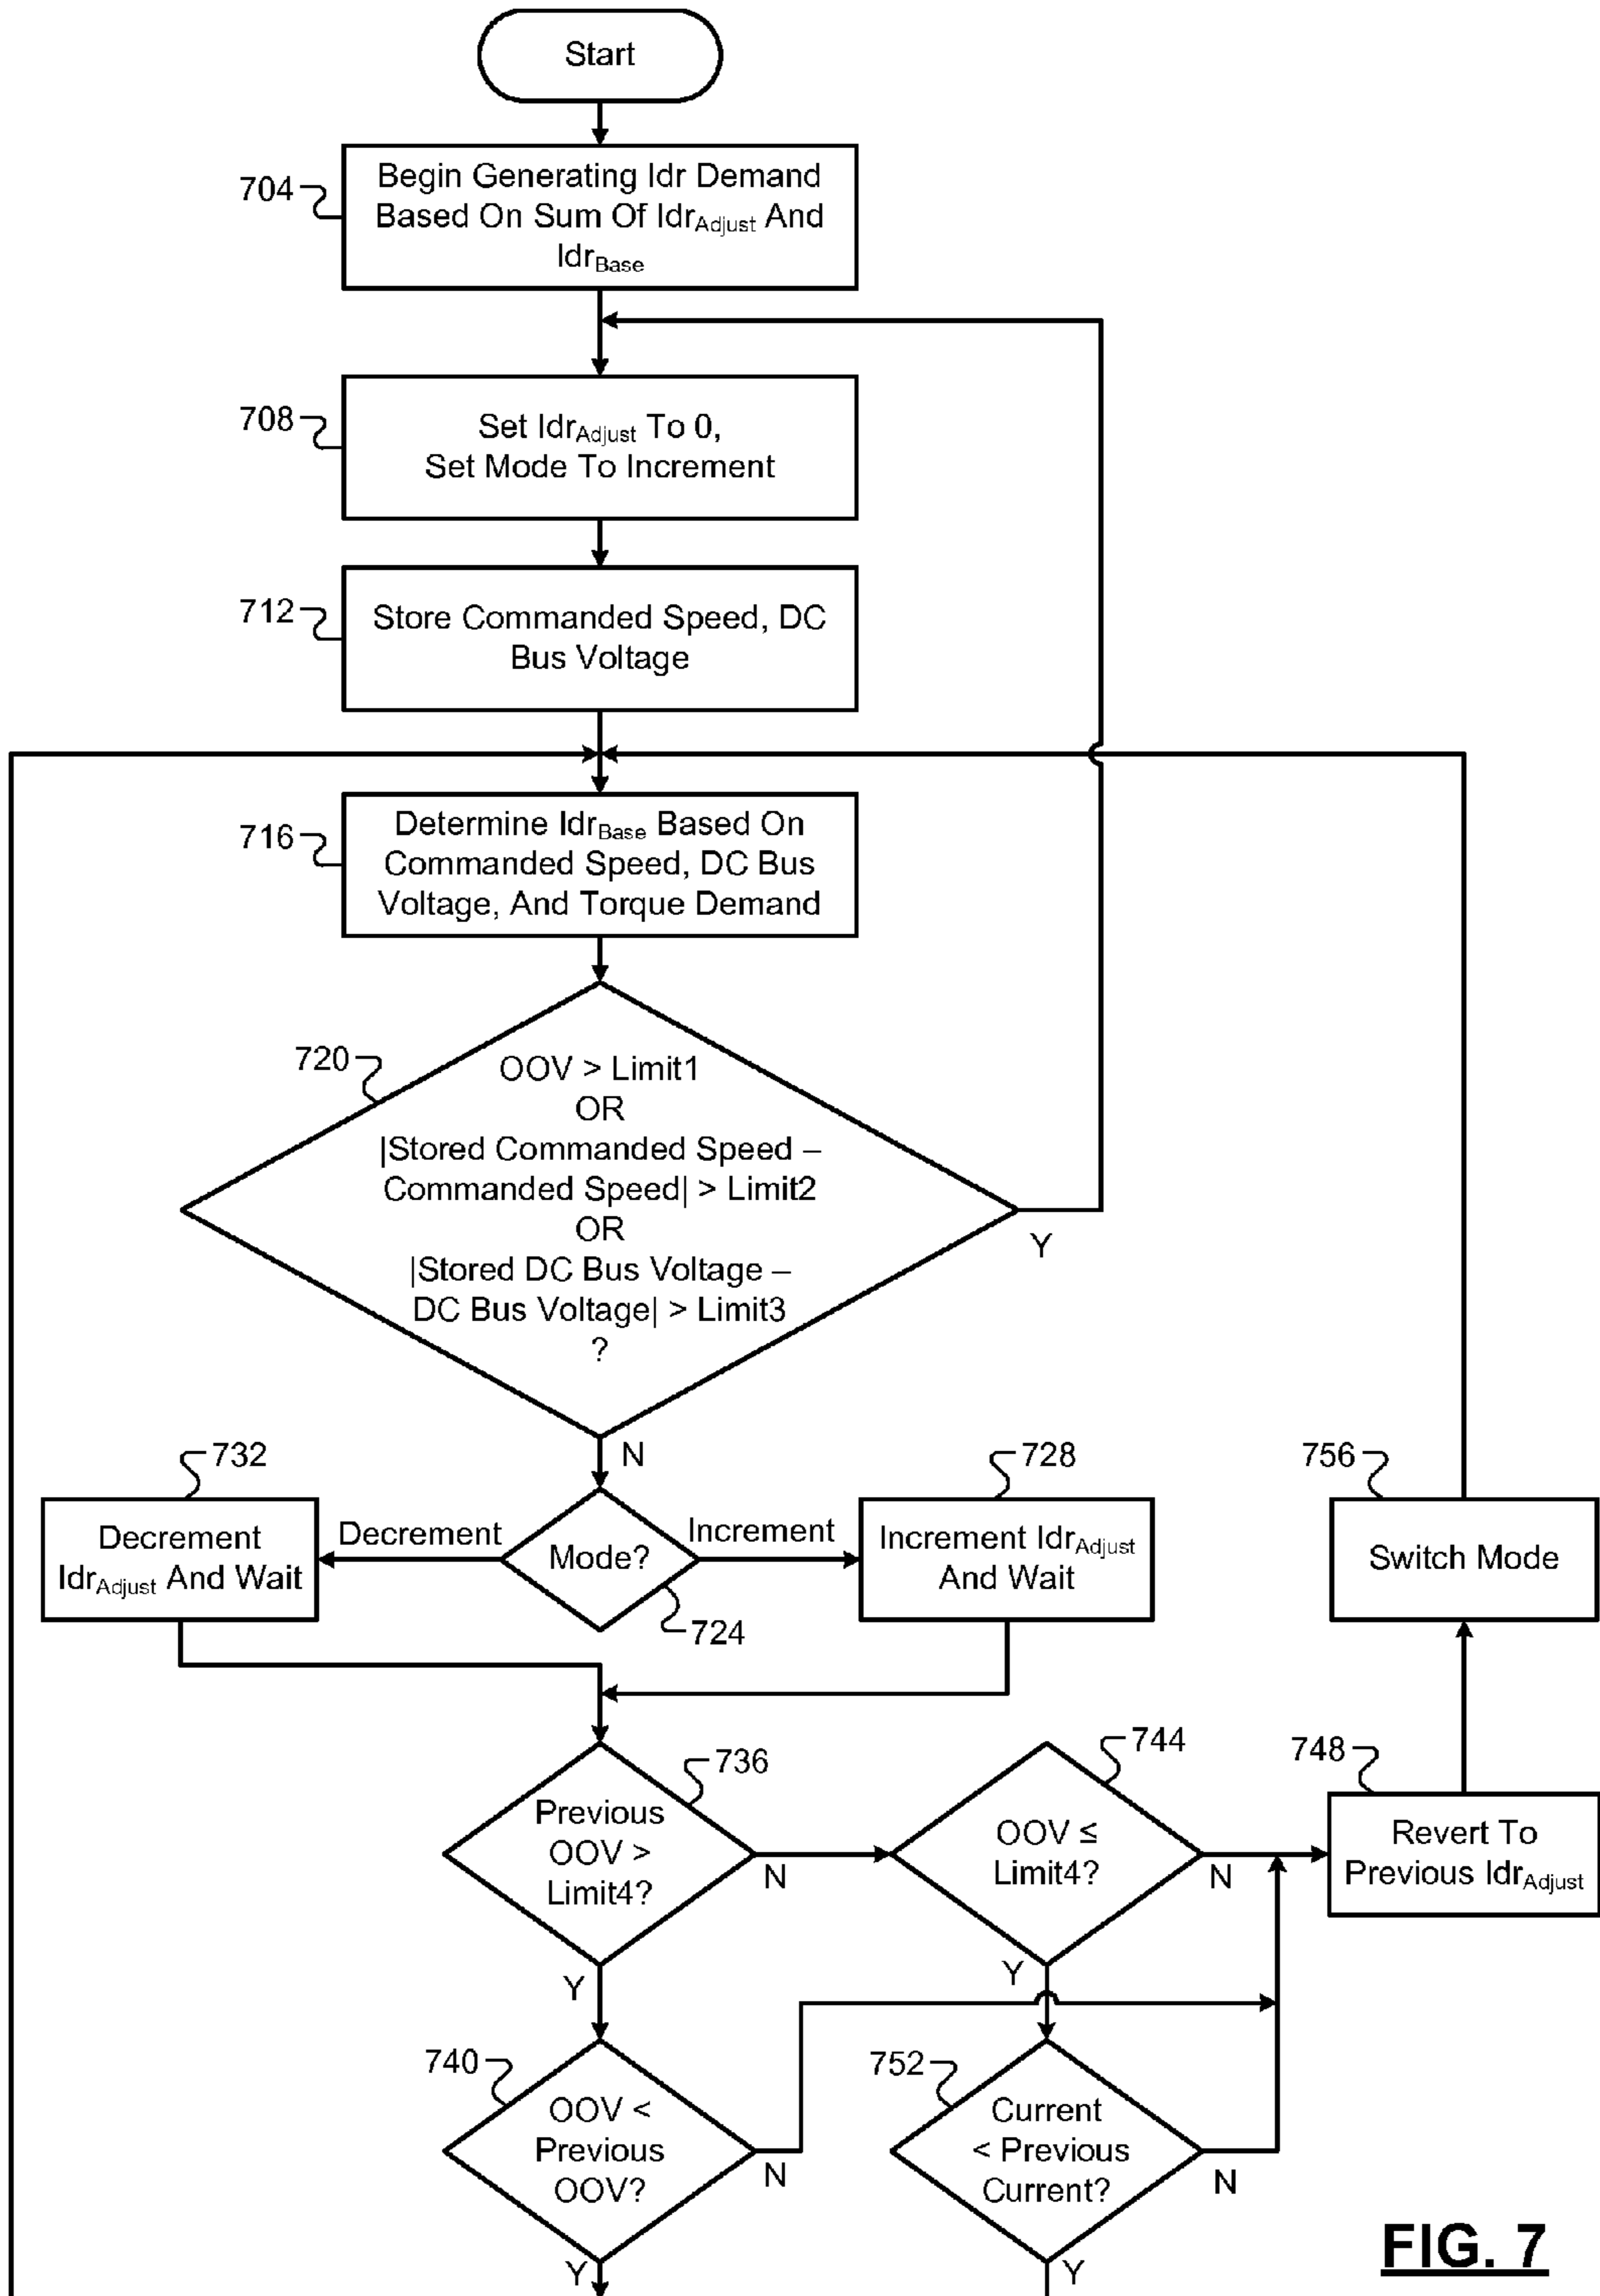 Start
704
Begin Generating Idr Demand
Based On Sum Of IdrAdjust And
IdrBase
708
Set IdrAdjust To 0,
Set Mode To Increment
712
Store Commanded Speed, DC
Bus Voltage
716
Determine IdrBase Based On
Commanded Speed, DC Bus
Voltage, And Torque Demand
720
OOV > Limit1
OR
|Stored Commanded Speed –
Commanded Speed| > Limit2
OR
|Stored DC Bus Voltage –
DC Bus Voltage| > Limit3
?
Y
N
732
Decrement
IdrAdjust And Wait
Decrement
Mode?
724
Increment
728
Increment IdrAdjust
And Wait
756
Switch Mode
736
Previous
OOV >
Limit4?
N
Y
744
OOV ≤
Limit4?
N
Y
748
Revert To
Previous IdrAdjust
740
OOV <
Previous
OOV?
N
Y
752
Current
< Previous
Current?
N
Y
FIG. 7